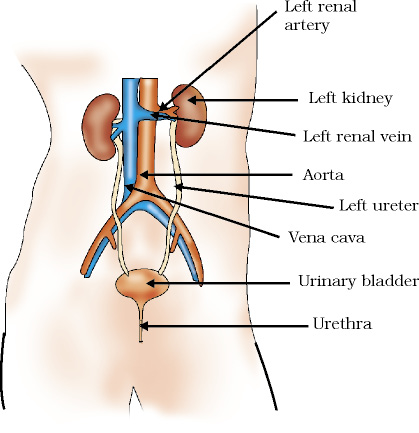 Left renal
artery
Left kidney
Left renal vein
Aorta
Left ureter
Vena cava
Urinary bladder
Urethra